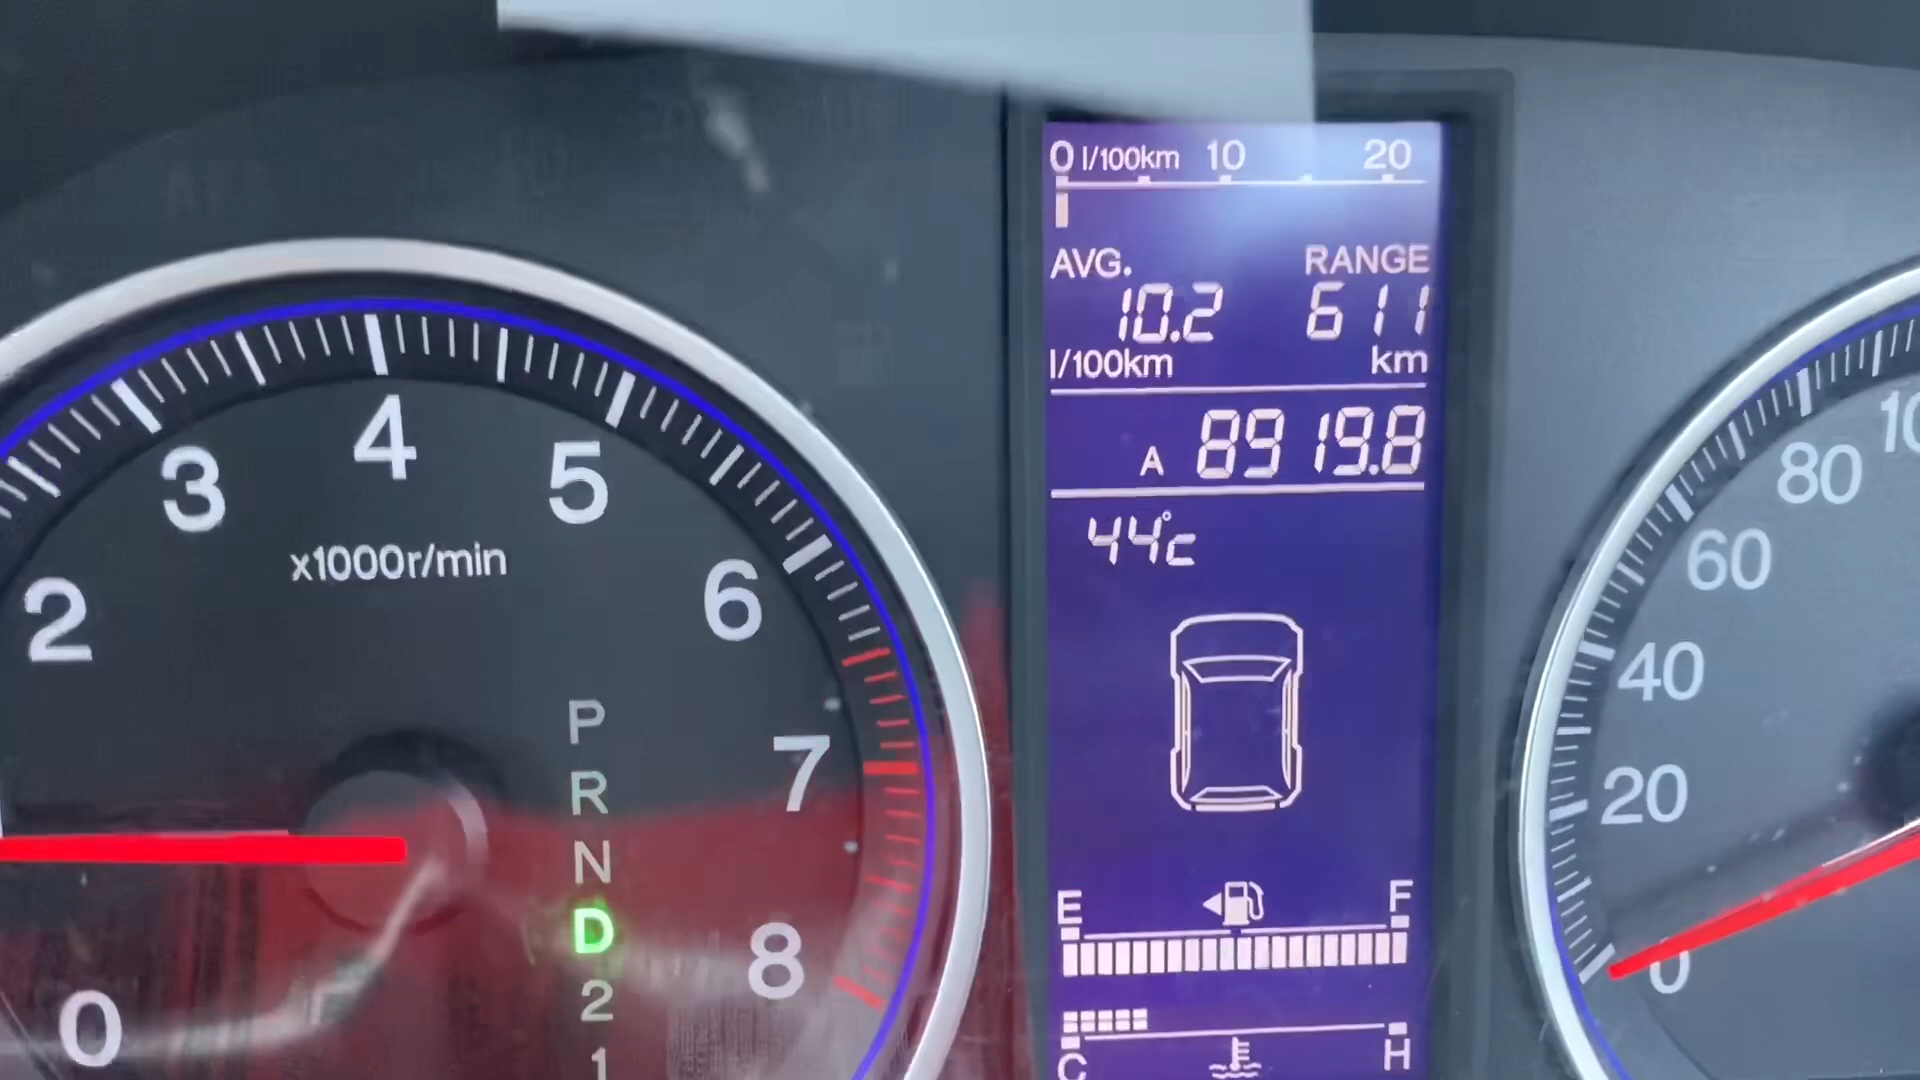 0 l/100km 10 20
AVG. RANGE
10.2 611
l/100km km
A 8919.8
44°c
E F
C H
2 3 4 5 6 7 8
0
x1000r/min
P
R
N
D
2
1
0 20 40 60 80